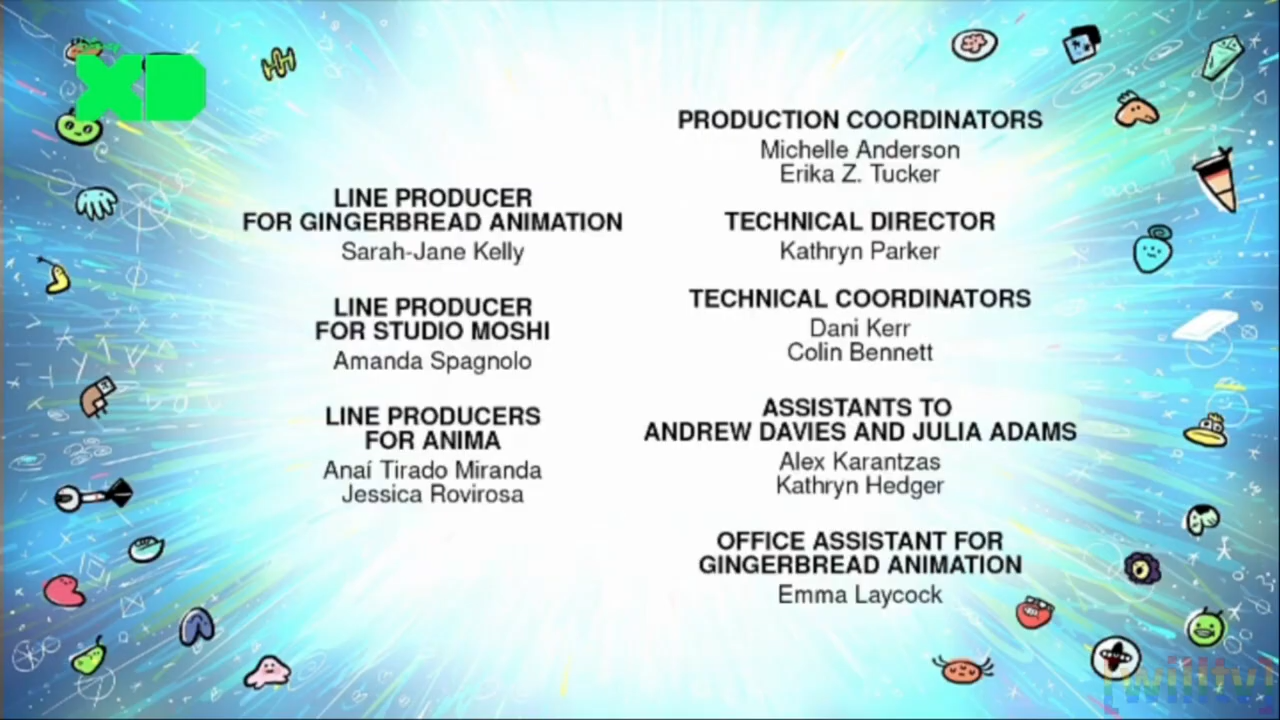 Disney
XD
LINE PRODUCER
FOR GINGERBREAD ANIMATION
Sarah-Jane Kelly
LINE PRODUCER
FOR STUDIO MOSHI
Amanda Spagnolo
LINE PRODUCERS
FOR ANIMA
Anaí Tirado Miranda
Jessica Rovirosa
PRODUCTION COORDINATORS
Michelle Anderson
Erika Z. Tucker
TECHNICAL DIRECTOR
Kathryn Parker
TECHNICAL COORDINATORS
Dani Kerr
Colin Bennett
ASSISTANTS TO
ANDREW DAVIES AND JULIA ADAMS
Alex Karantzas
Kathryn Hedger
OFFICE ASSISTANT FOR
GINGERBREAD ANIMATION
Emma Laycock